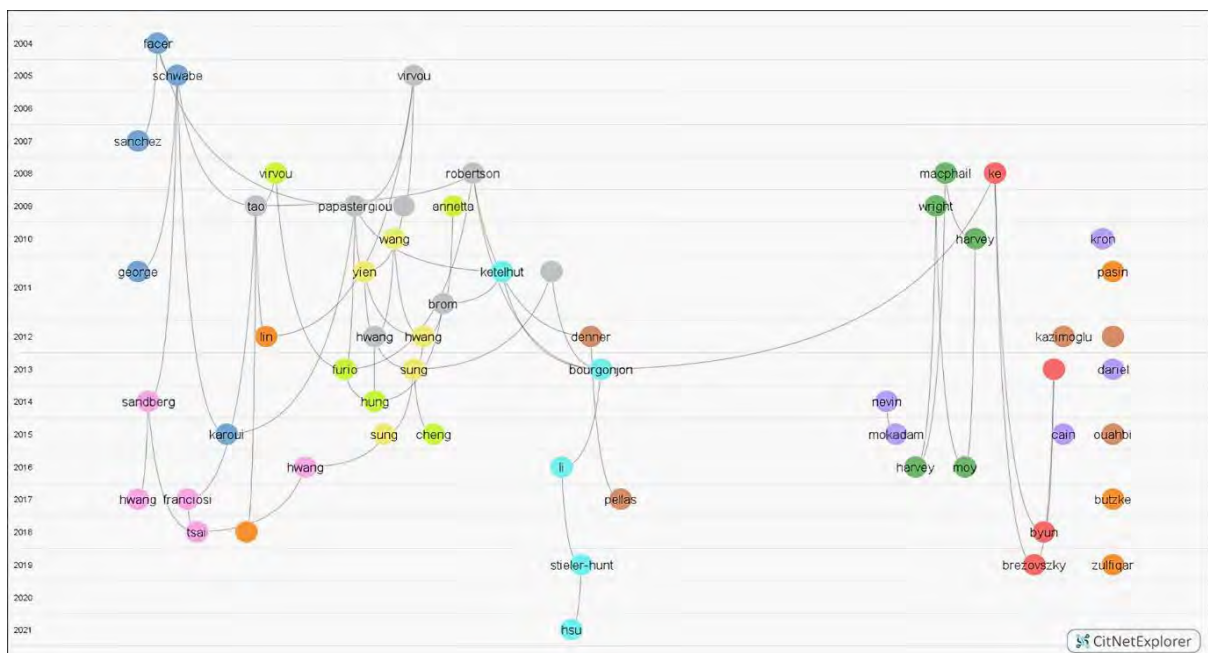 2004 facer
2005 schwabe virvou
2006
2007 sanchez
2008 virvou robertson macphail ke
2009 tao papastergiou annetta wright
2010 wang harvey kron
2011 george yien ketelhut pasin
brom
2012 lin hwang hwang denner kazimoglu
2013 furio sung bourgonjon daniel
2014 sandberg hung nevin
2015 karoui sung cheng mokadam cain ouahbi
2016 hwang li harvey moy
2017 hwang franciosi pellas butzke
2018 tsai byun
2019 stieler-hunt brezovszky zulfigar
2020
2021 hsu
CitNetExplorer